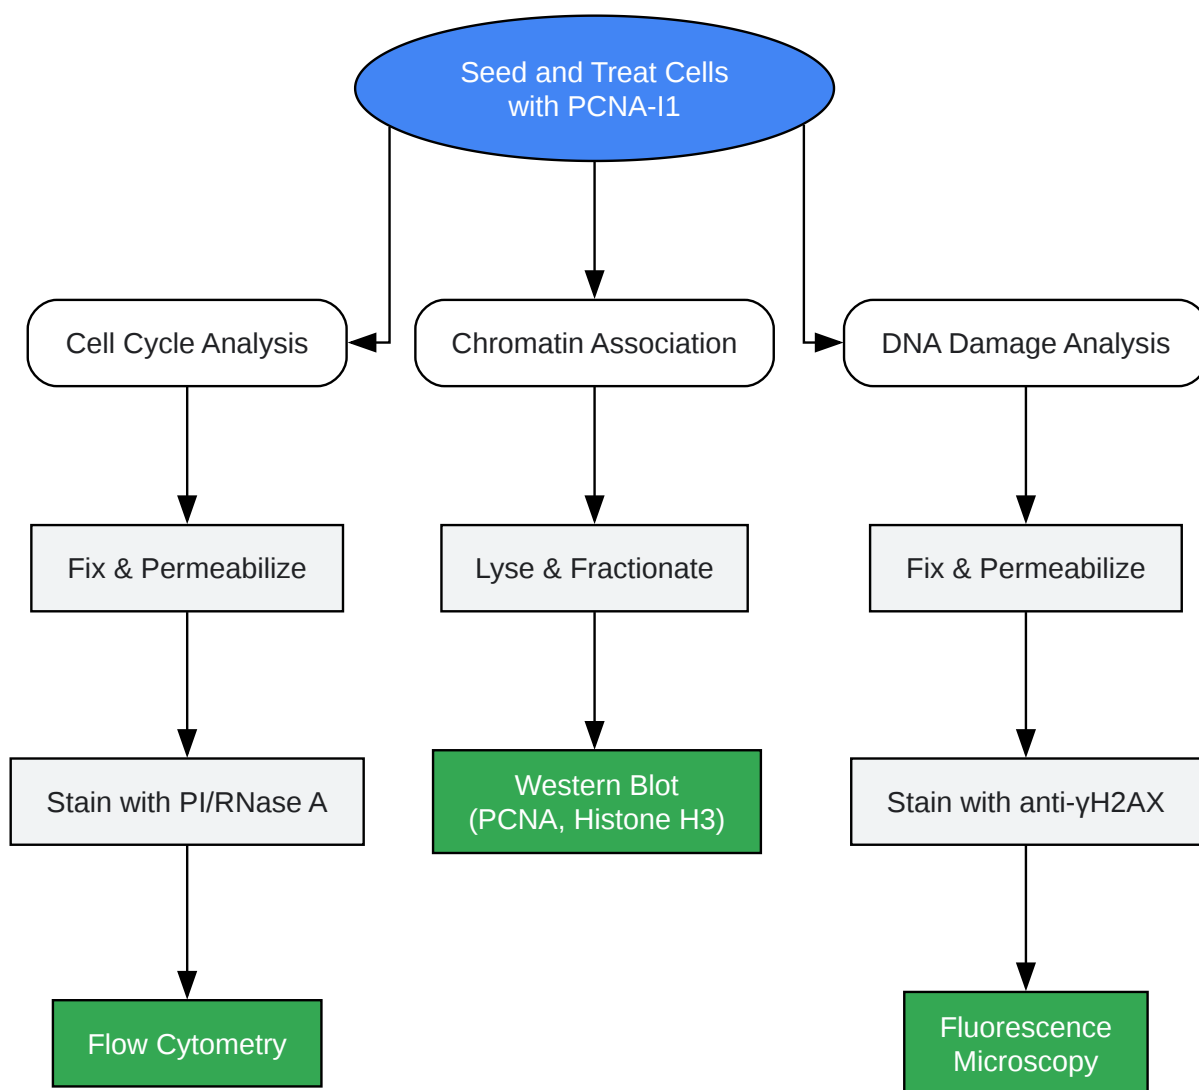 Seed and Treat Cells
with PCNA-I1
Cell Cycle Analysis
Chromatin Association
DNA Damage Analysis
Fix & Permeabilize
Lyse & Fractionate
Fix & Permeabilize
Stain with PI/RNase A
Western Blot
(PCNA, Histone H3)
Stain with anti-γH2AX
Flow Cytometry
Fluorescence
Microscopy